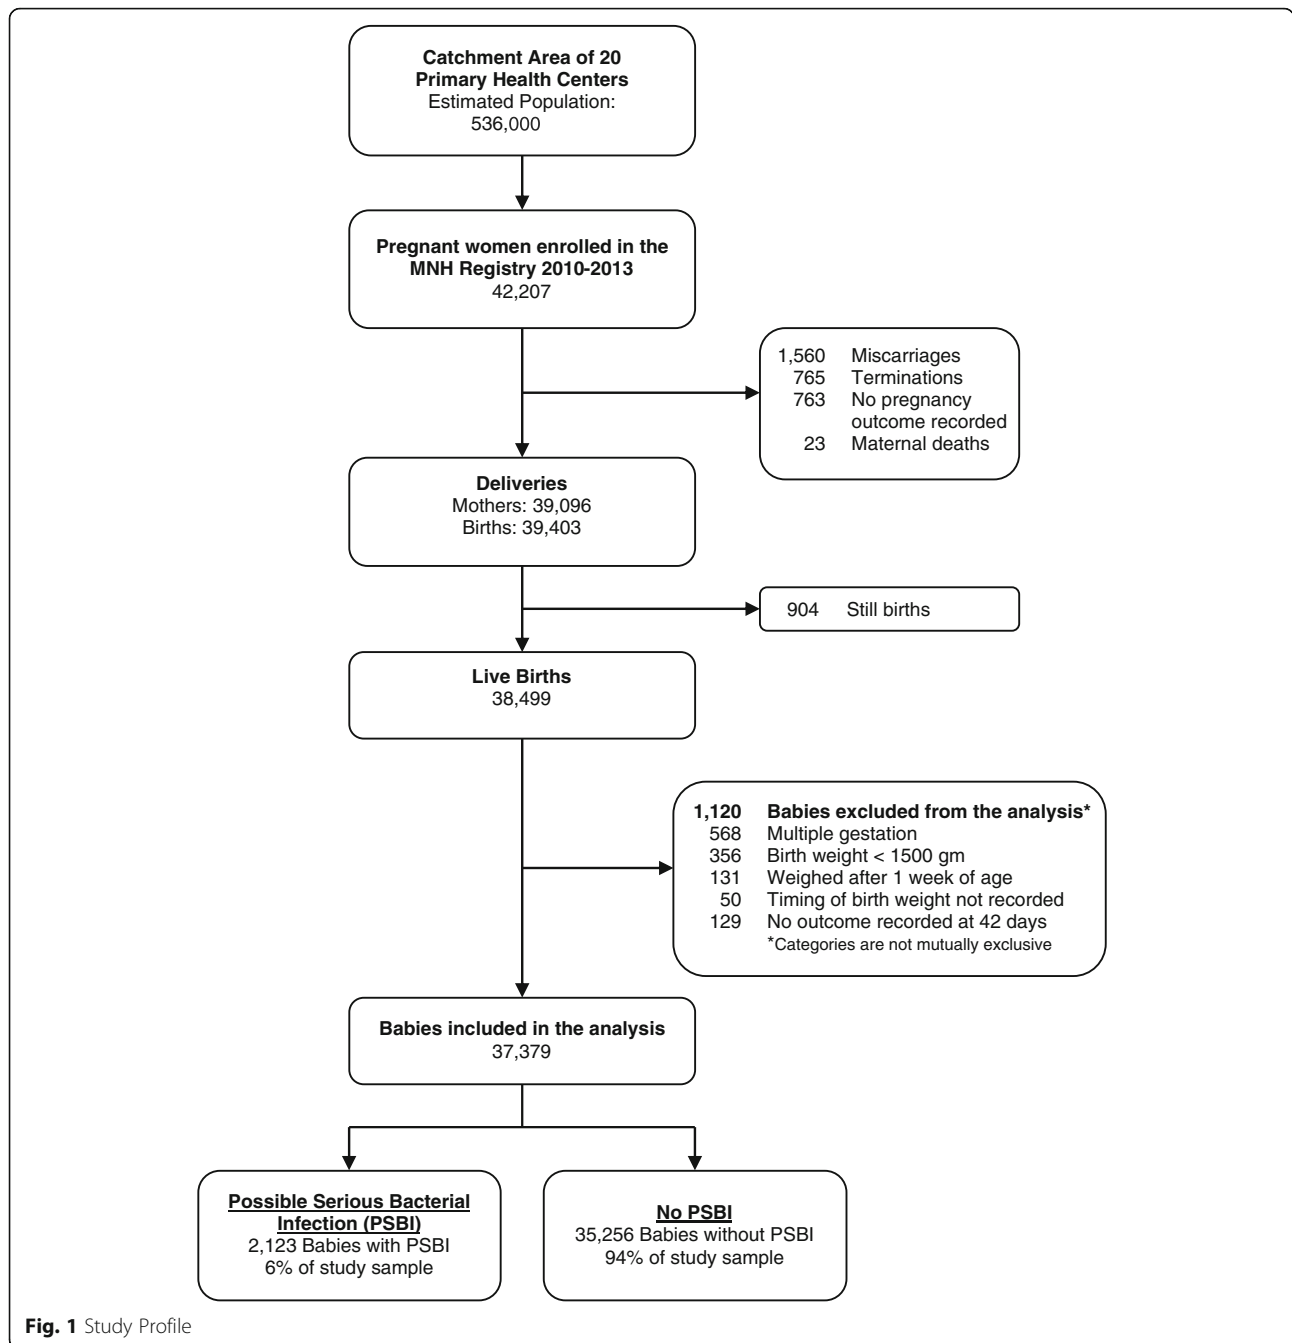 Catchment Area of 20
Primary Health Centers
Estimated Population:
536,000
Pregnant women enrolled in the
MNH Registry 2010-2013
42,207
1,560 Miscarriages
765 Terminations
763 No pregnancy
outcome recorded
23 Maternal deaths
Deliveries
Mothers: 39,096
Births: 39,403
904 Still births
Live Births
38,499
1,120 Babies excluded from the analysis*
568 Multiple gestation
356 Birth weight < 1500 gm
131 Weighed after 1 week of age
50 Timing of birth weight not recorded
129 No outcome recorded at 42 days
*Categories are not mutually exclusive
Babies included in the analysis
37,379
Possible Serious Bacterial
Infection (PSBI)
2,123 Babies with PSBI
6% of study sample
No PSBI
35,256 Babies without PSBI
94% of study sample
Fig. 1 Study Profile